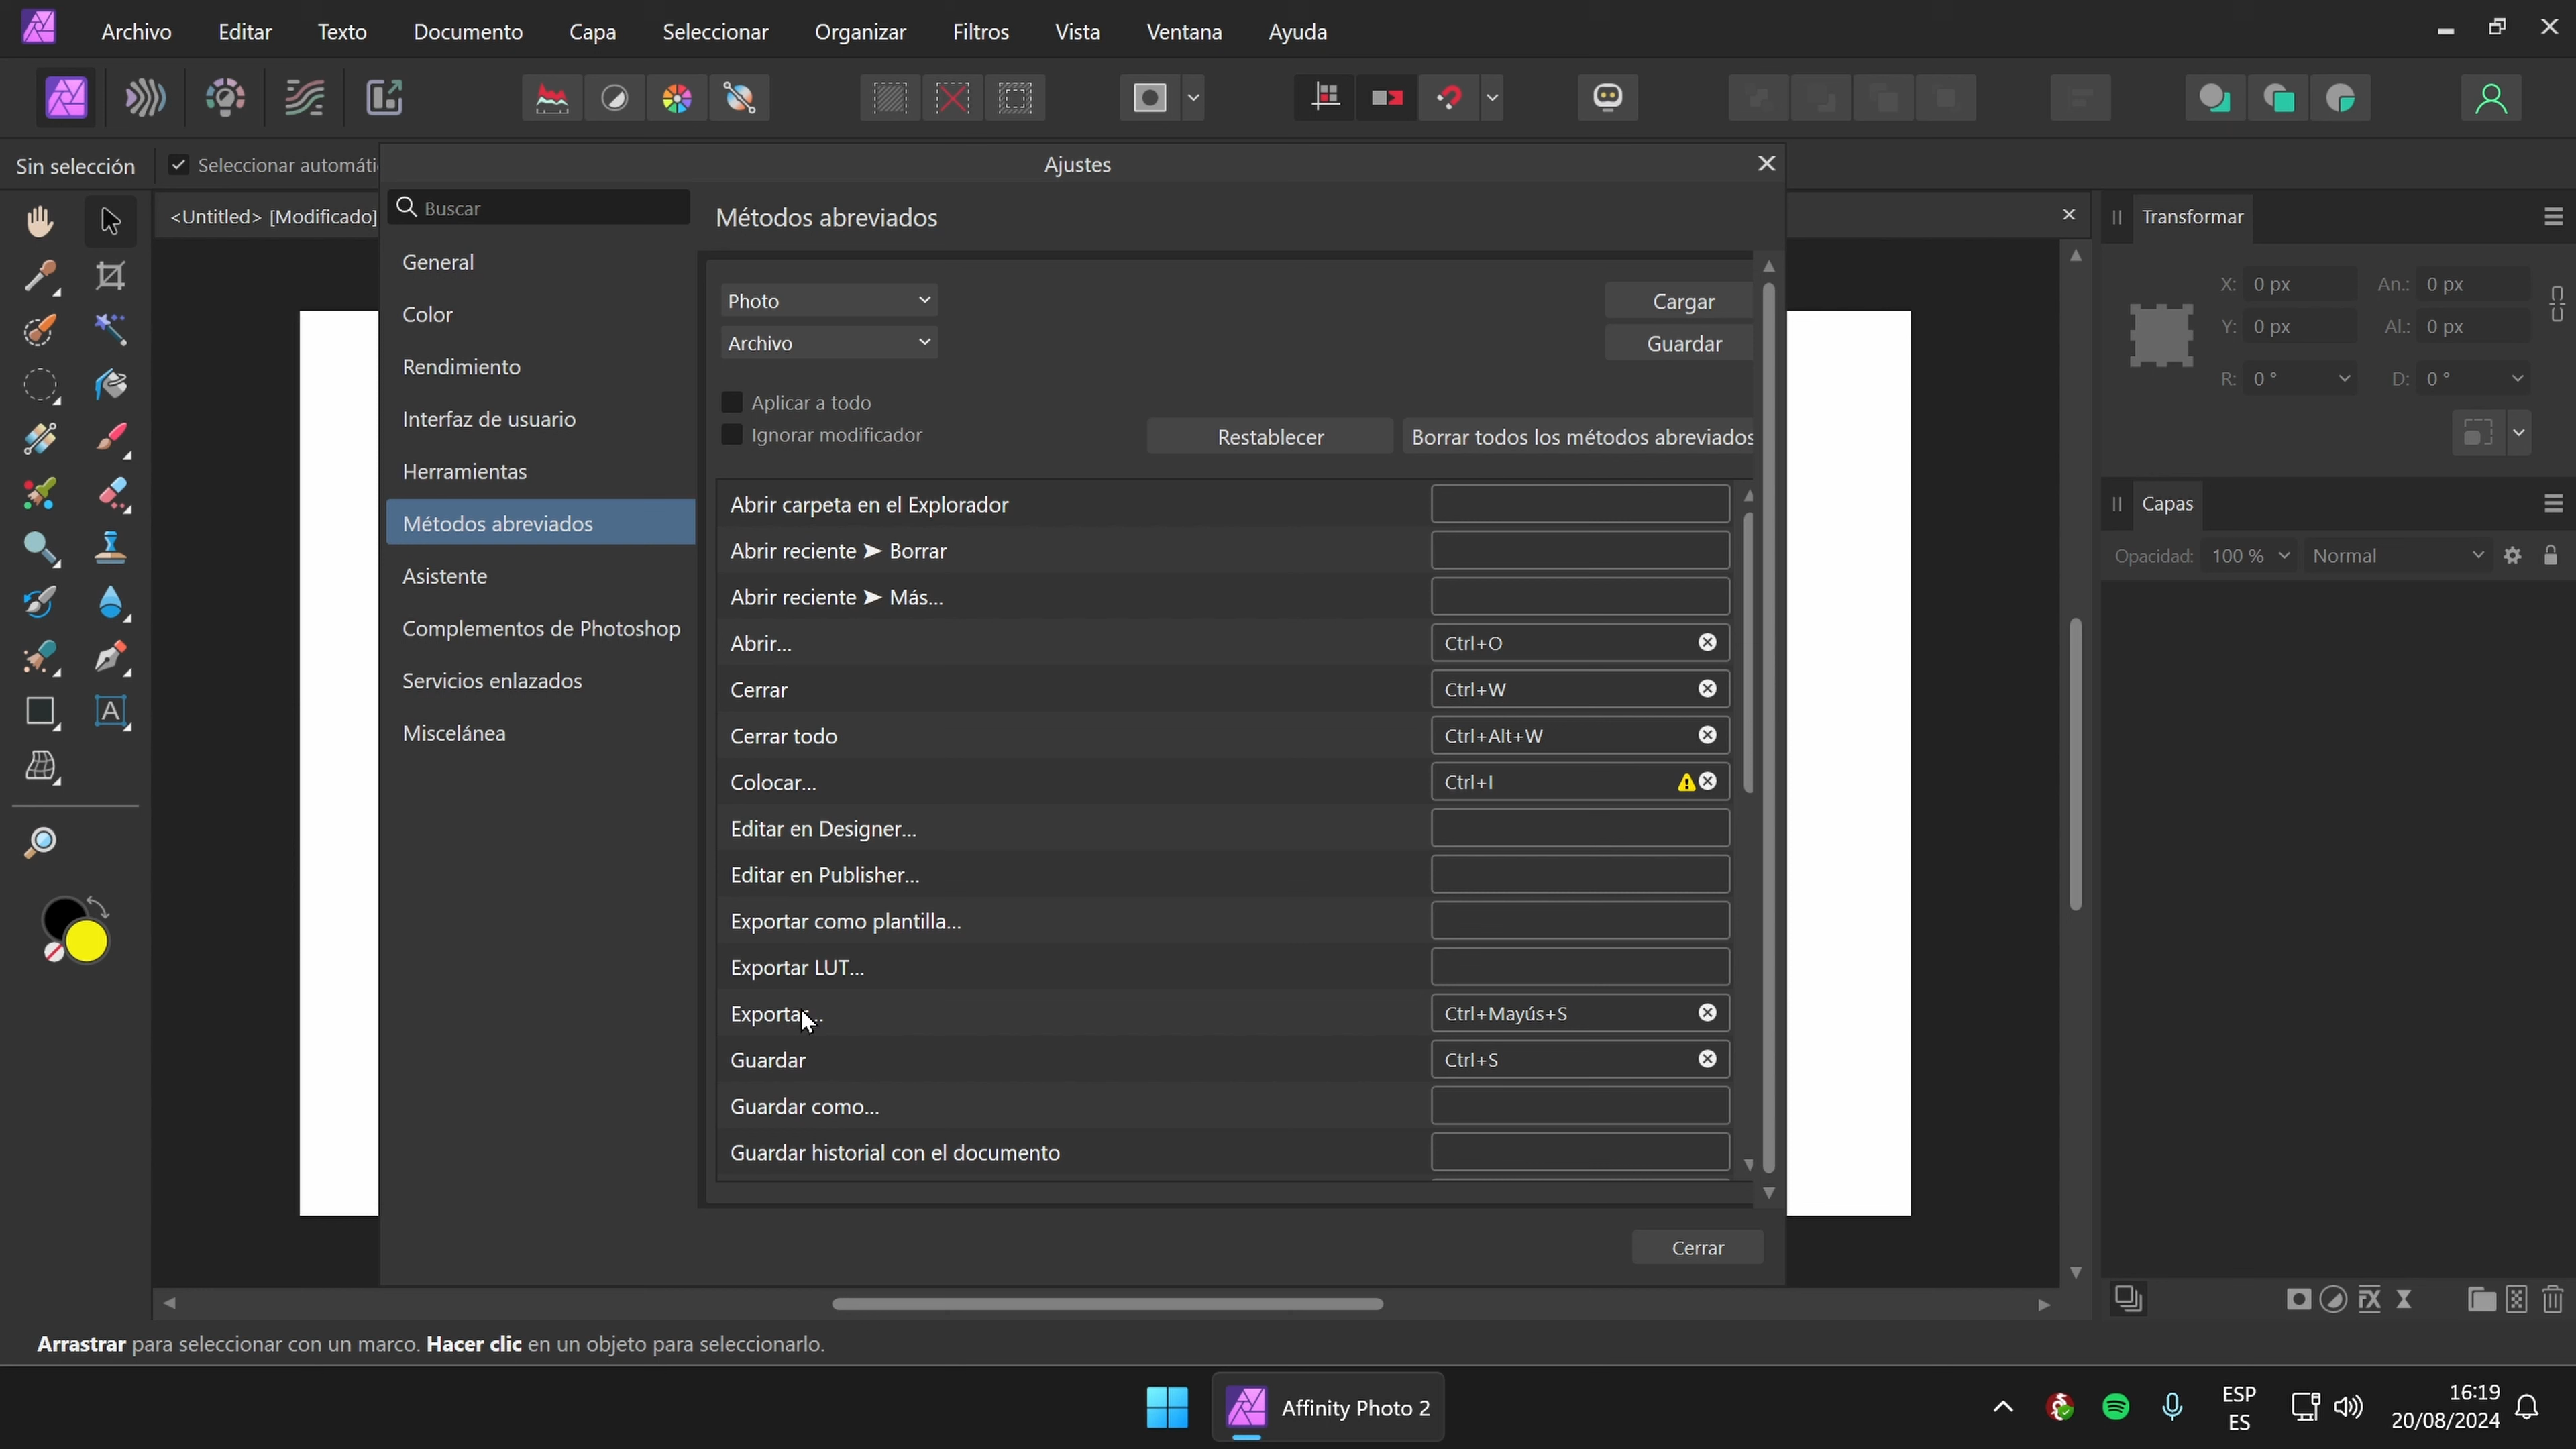 Archivo Editar Texto Documento Capa Seleccionar Organizar Filtros Vista Ventana Ayuda
Sin selección
Seleccionar automáti
Ajustes
<Untitled> [Modificado]
Buscar
General
Color
Rendimiento
Interfaz de usuario
Herramientas
Métodos abreviados
Asistente
Complementos de Photoshop
Servicios enlazados
Miscelánea
Métodos abreviados
Photo
Archivo
Cargar
Guardar
Aplicar a todo
Ignorar modificador
Restablecer
Borrar todos los métodos abreviados
Abrir carpeta en el Explorador
Abrir reciente ➤ Borrar
Abrir reciente ➤ Más...
Abrir... Ctrl+O
Cerrar Ctrl+W
Cerrar todo Ctrl+Alt+W
Colocar... Ctrl+I
Editar en Designer...
Editar en Publisher...
Exportar como plantilla...
Exportar LUT...
Exportar... Ctrl+Mayús+S
Guardar Ctrl+S
Guardar como...
Guardar historial con el documento
Cerrar
Transformar
X: 0 px An.: 0 px
Y: 0 px Al.: 0 px
R: 0 ° D: 0 °
Capas
Opacidad: 100 % Normal
Arrastrar para seleccionar con un marco. Hacer clic en un objeto para seleccionarlo.
Affinity Photo 2
ESP
ES
16:19
20/08/2024